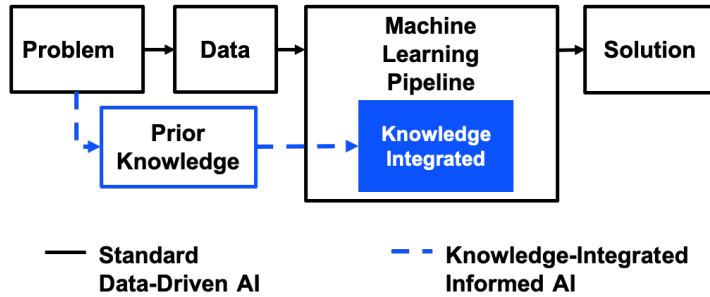 Problem
Data
Machine
Learning
Pipeline
Solution
Prior
Knowledge
Knowledge
Integrated
Standard
Data-Driven AI
Knowledge-Integrated
Informed AI